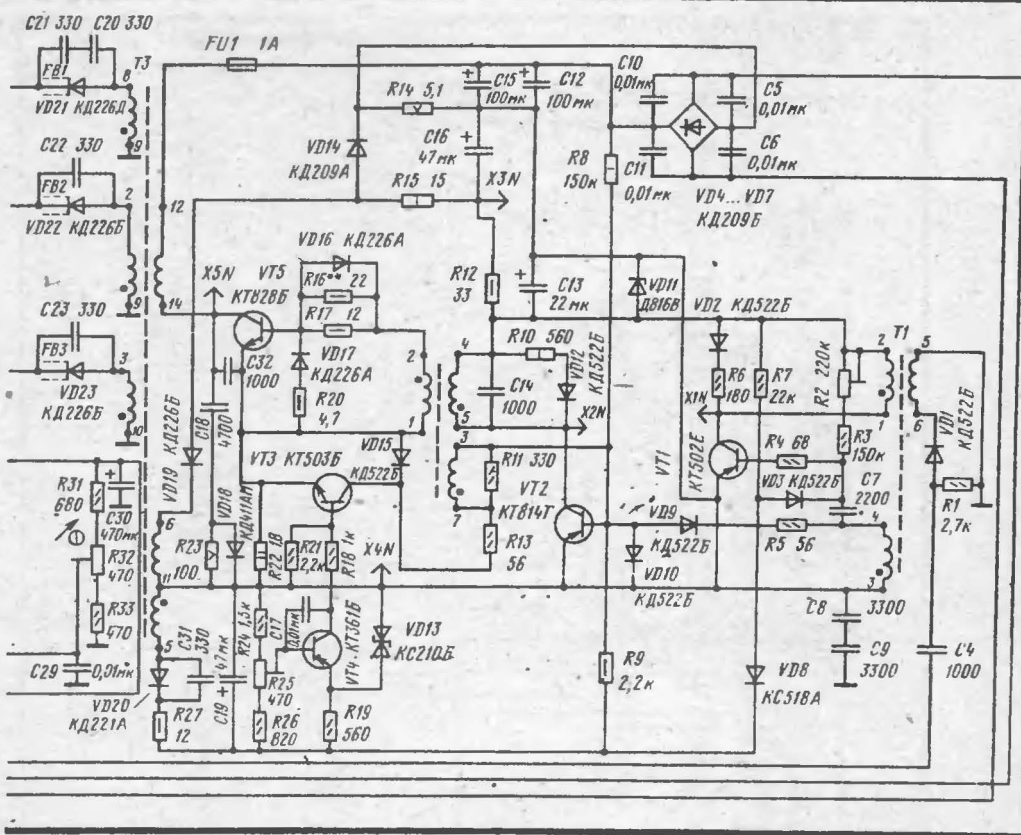 C21 330 C20 330
FU1 1А
T3
FB1
8
VD21 КД226Д
9
C22 330
FB2
2
VD22 КД226Б
9
C23 330
FB3
3
VD23
КД226Б
10
12
14
R14 5,1
C15
100мк
C12
100мк
C10
0,01мк
C5
0,01мк
C6
0,01мк
C11
0,01мк
VD4...VD7
КД209Б
C16
47мк
VD14
КД209А
R15 15
X3N
R8
150к
VD16 КД226А
X5N
VT5
КТ828Б
R16** 22
R17 12
R12
33
C13
22мк
VD11
Д816В
VD2 КД522Б
C32
1000
VD17
КД226А
R20
4,7
2
1
4
5
R10 560
VD12
КД522Б
C14
1000
X2N
R6
180
R7
22к
R2 220к
2
T1
5
1
6
X1N
VD1
КД522Б
VD19
КД226Б
C18
4700
VD15
КД522Б
VT3 КТ503Б
3
7
R11 330
VT2
КТ814Г
R13
56
VT1
КТ502Е
R4 68
R3
150к
VD3 КД522Б
C7
2200
R1
2,7к
VD9
КД522Б
R5 56
4
3
VD10
КД522Б
R31
680
C30
470мк
R32
470
R33
470
C29
0,01мк
1
6
11
5
R23
100
VD18
КД411АП
R22 18
R21
2,2к
R18 1к
X4N
C31
330
C19
47мк
R24 1,5к
C17
0,01мк
VT4 КТ361Б
VD13
КС210Б
R25
470
R26
820
R19
560
VD20
КД221А
R27
12
R9
2,2к
VD8
КС518А
C8
3300
C9
3300
C4
1000